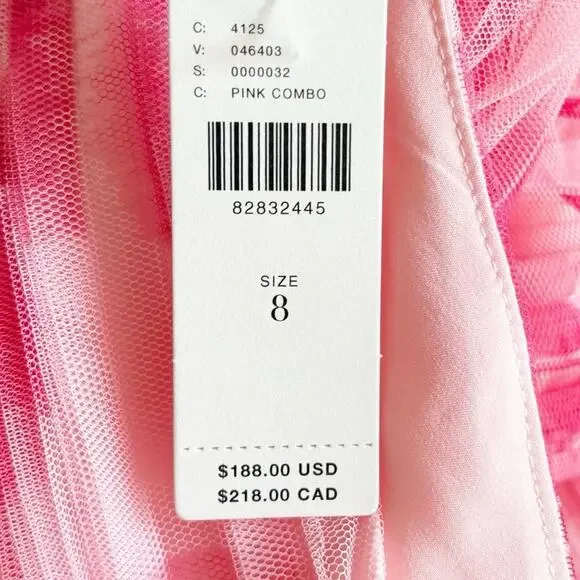 C: 4125
V: 046403
S: 0000032
C: PINK COMBO
82832445
SIZE
8
$188.00 USD
$218.00 CAD